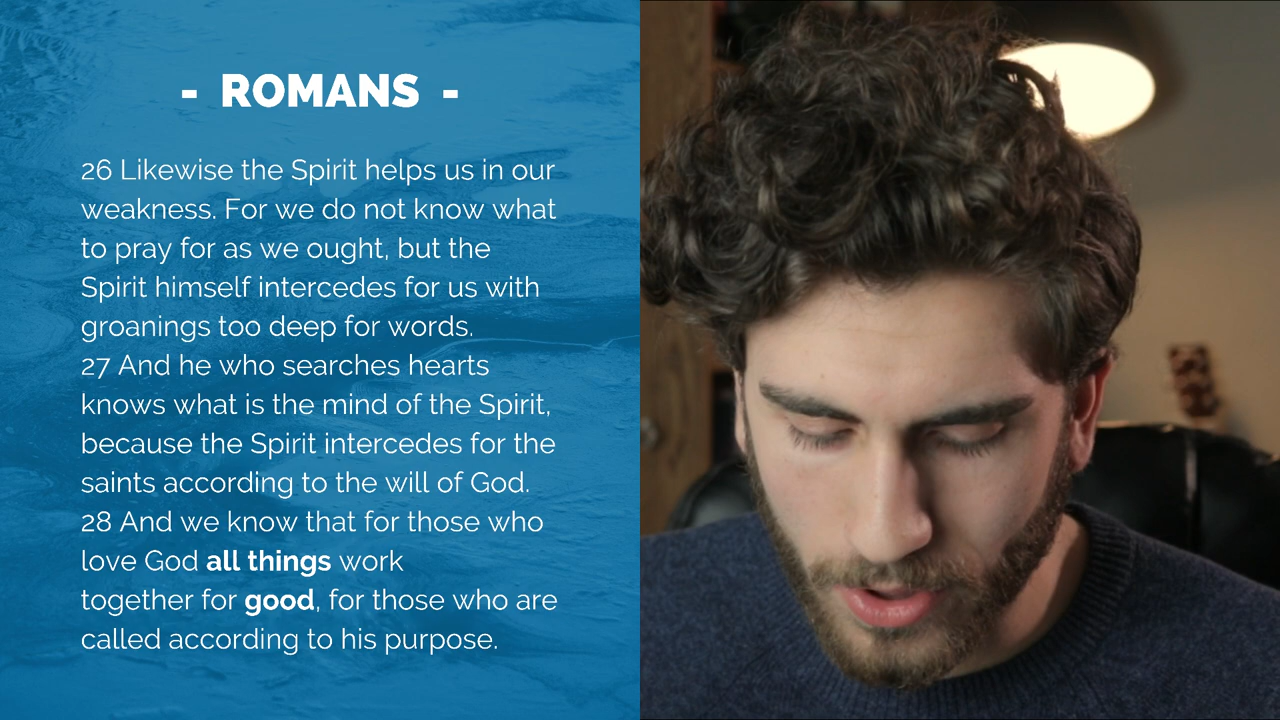 - ROMANS -
26 Likewise the Spirit helps us in our
weakness. For we do not know what
to pray for as we ought, but the
Spirit himself intercedes for us with
groanings too deep for words.
27 And he who searches hearts
knows what is the mind of the Spirit,
because the Spirit intercedes for the
saints according to the will of God.
28 And we know that for those who
love God all things work
together for good, for those who are
called according to his purpose.